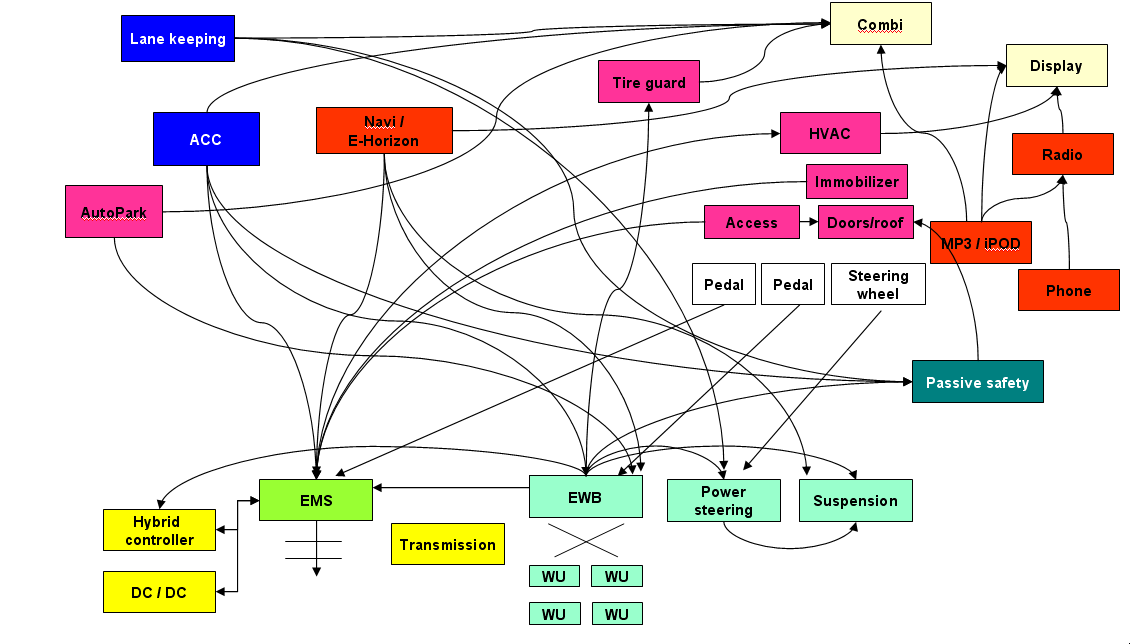 Lane keeping
Combi
Display
Tire guard
ACC
Navi /
E-Horizon
HVAC
Radio
Immobilizer
AutoPark
Access
Doors/roof
MP3 / iPOD
Pedal
Pedal
Steering
wheel
Phone
Passive safety
EMS
EWB
Power
steering
Suspension
Hybrid
controller
Transmission
DC / DC
WU
WU
WU
WU